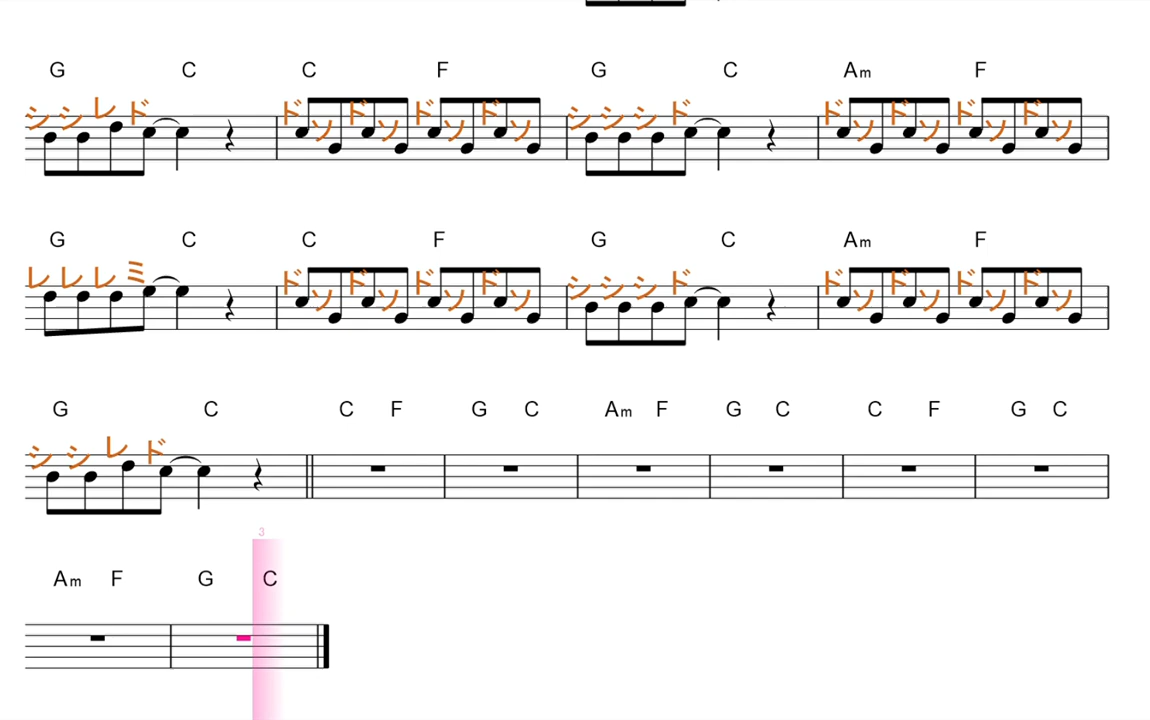 G C C F G C Am F
シ シ レ ド ド ソ ド ソ ド ソ ド ソ シ シ シ ド ド ソ ド ソ ド ソ ド ソ
G C C F G C Am F
レ レ レ ミ ド ソ ド ソ ド ソ ド ソ シ シ シ ド ド ソ ド ソ ド ソ ド ソ
G C C F G C Am F G C C F G C
シ シ レ ド
3
Am F G C